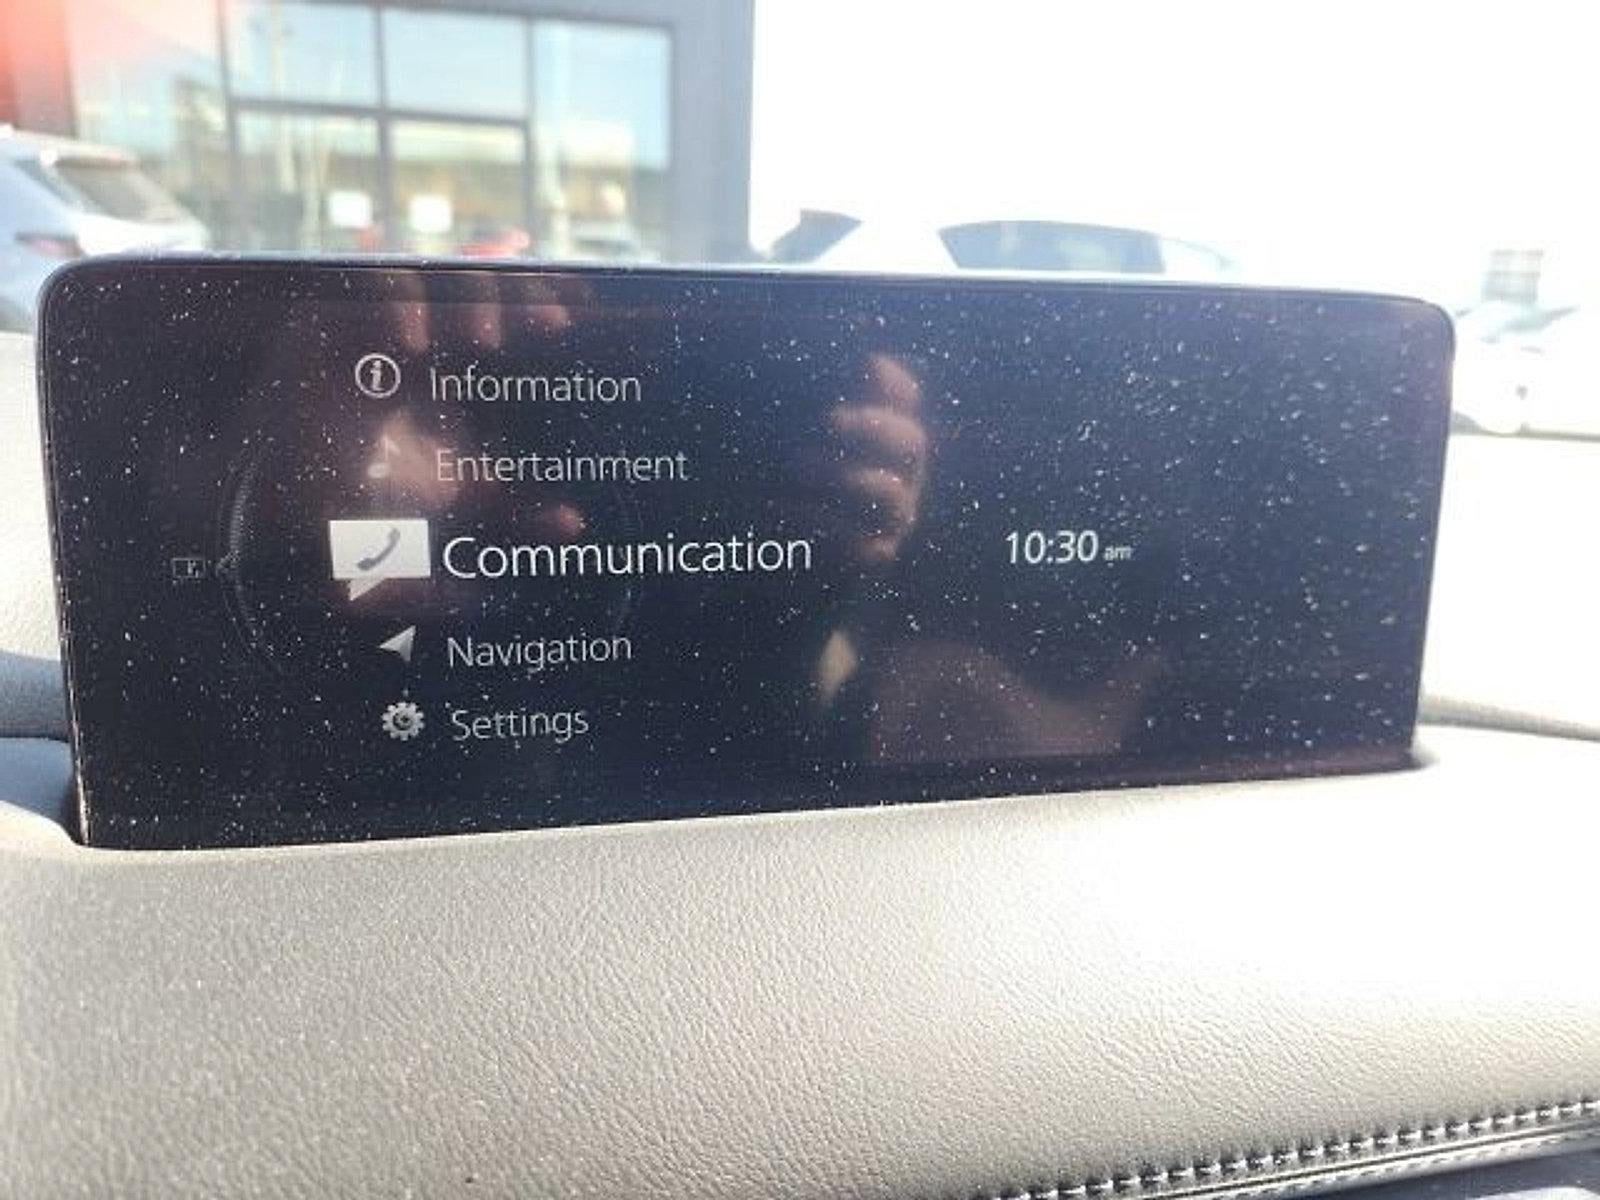 Information
Entertainment
Communication
10:30 am
Navigation
Settings